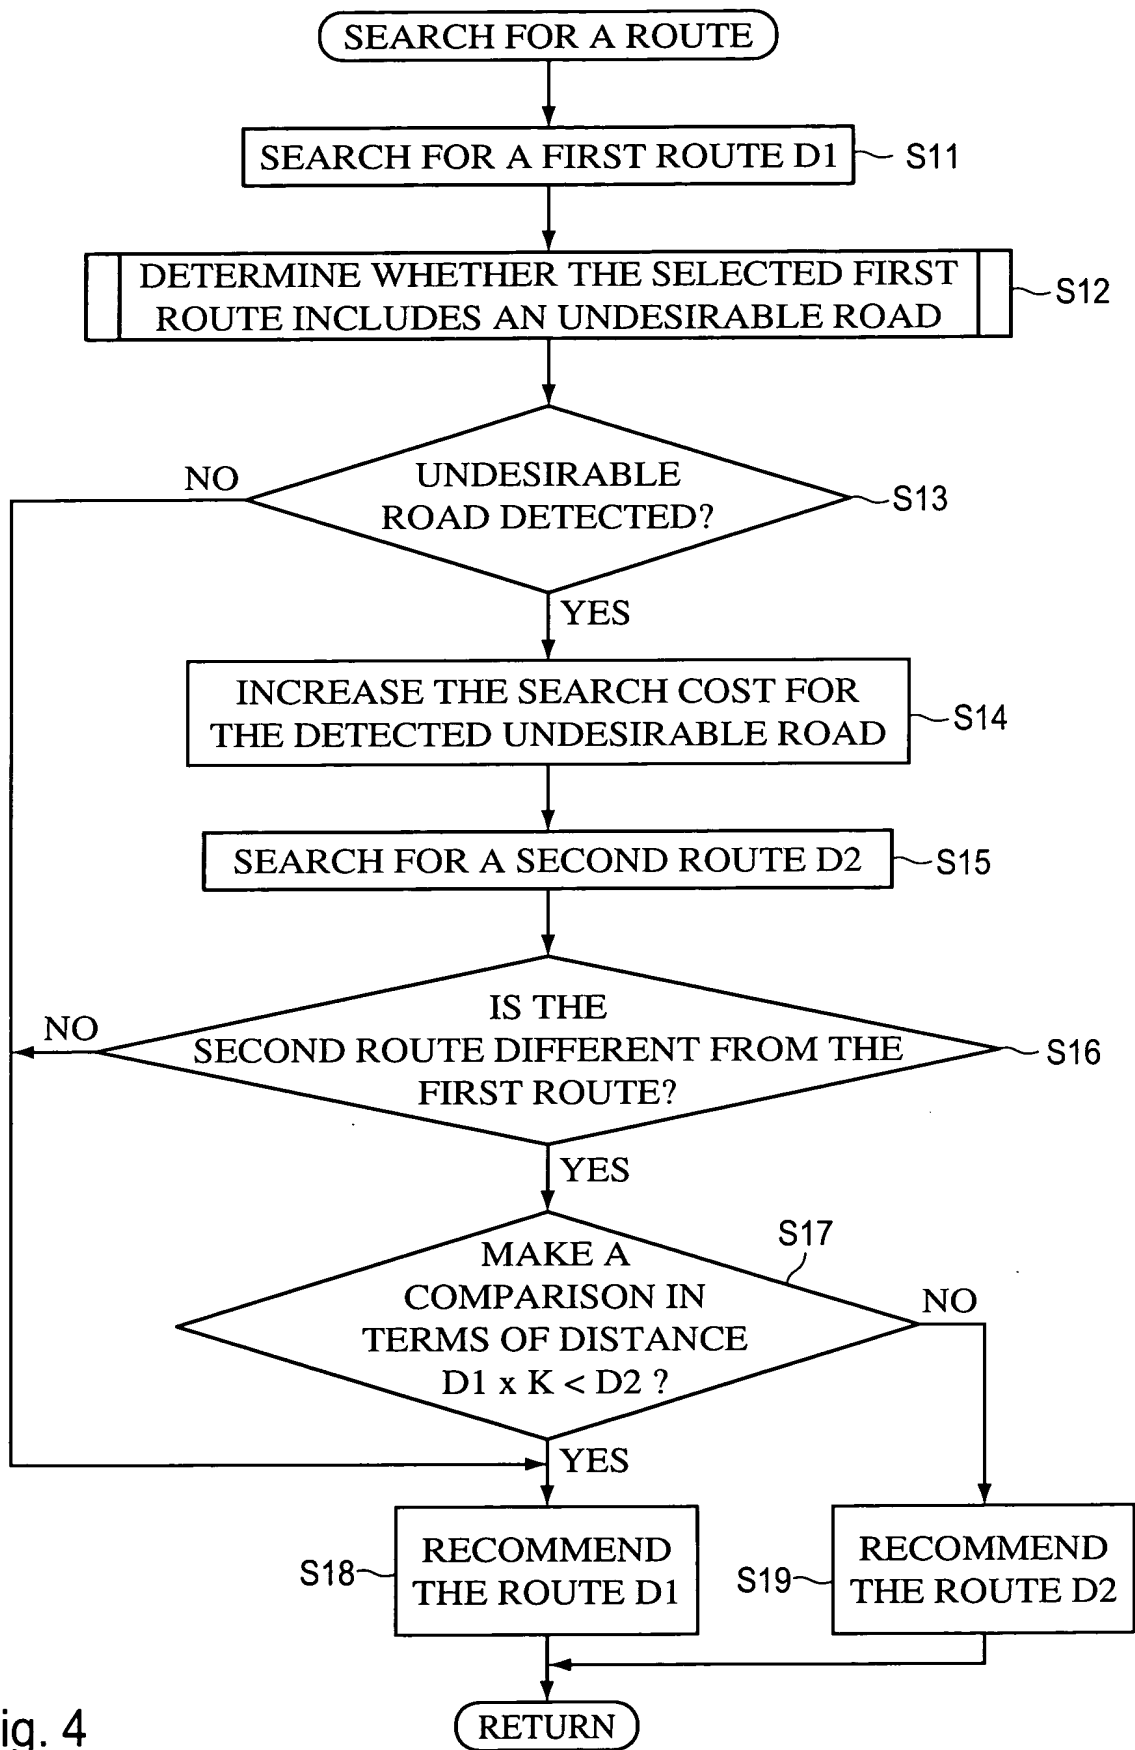 SEARCH FOR A ROUTE
SEARCH FOR A FIRST ROUTE D1
S11
DETERMINE WHETHER THE SELECTED FIRST
ROUTE INCLUDES AN UNDESIRABLE ROAD
S12
NO
UNDESIRABLE
ROAD DETECTED?
S13
YES
INCREASE THE SEARCH COST FOR
THE DETECTED UNDESIRABLE ROAD
S14
SEARCH FOR A SECOND ROUTE D2
S15
NO
IS THE
SECOND ROUTE DIFFERENT FROM THE
FIRST ROUTE?
S16
YES
S17
MAKE A
COMPARISON IN
TERMS OF DISTANCE
D1 x K < D2 ?
NO
YES
S18
RECOMMEND
THE ROUTE D1
S19
RECOMMEND
THE ROUTE D2
RETURN
ig. 4